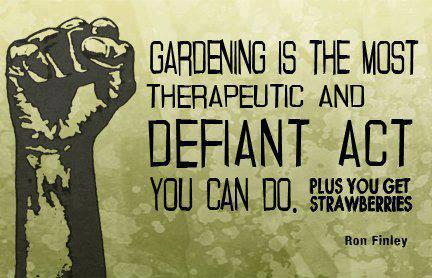 GARDENING IS THE MOST
THERAPEUTIC AND
DEFIANT ACT
YOU CAN DO. PLUS YOU GET
STRAWBERRIES
Ron Finley